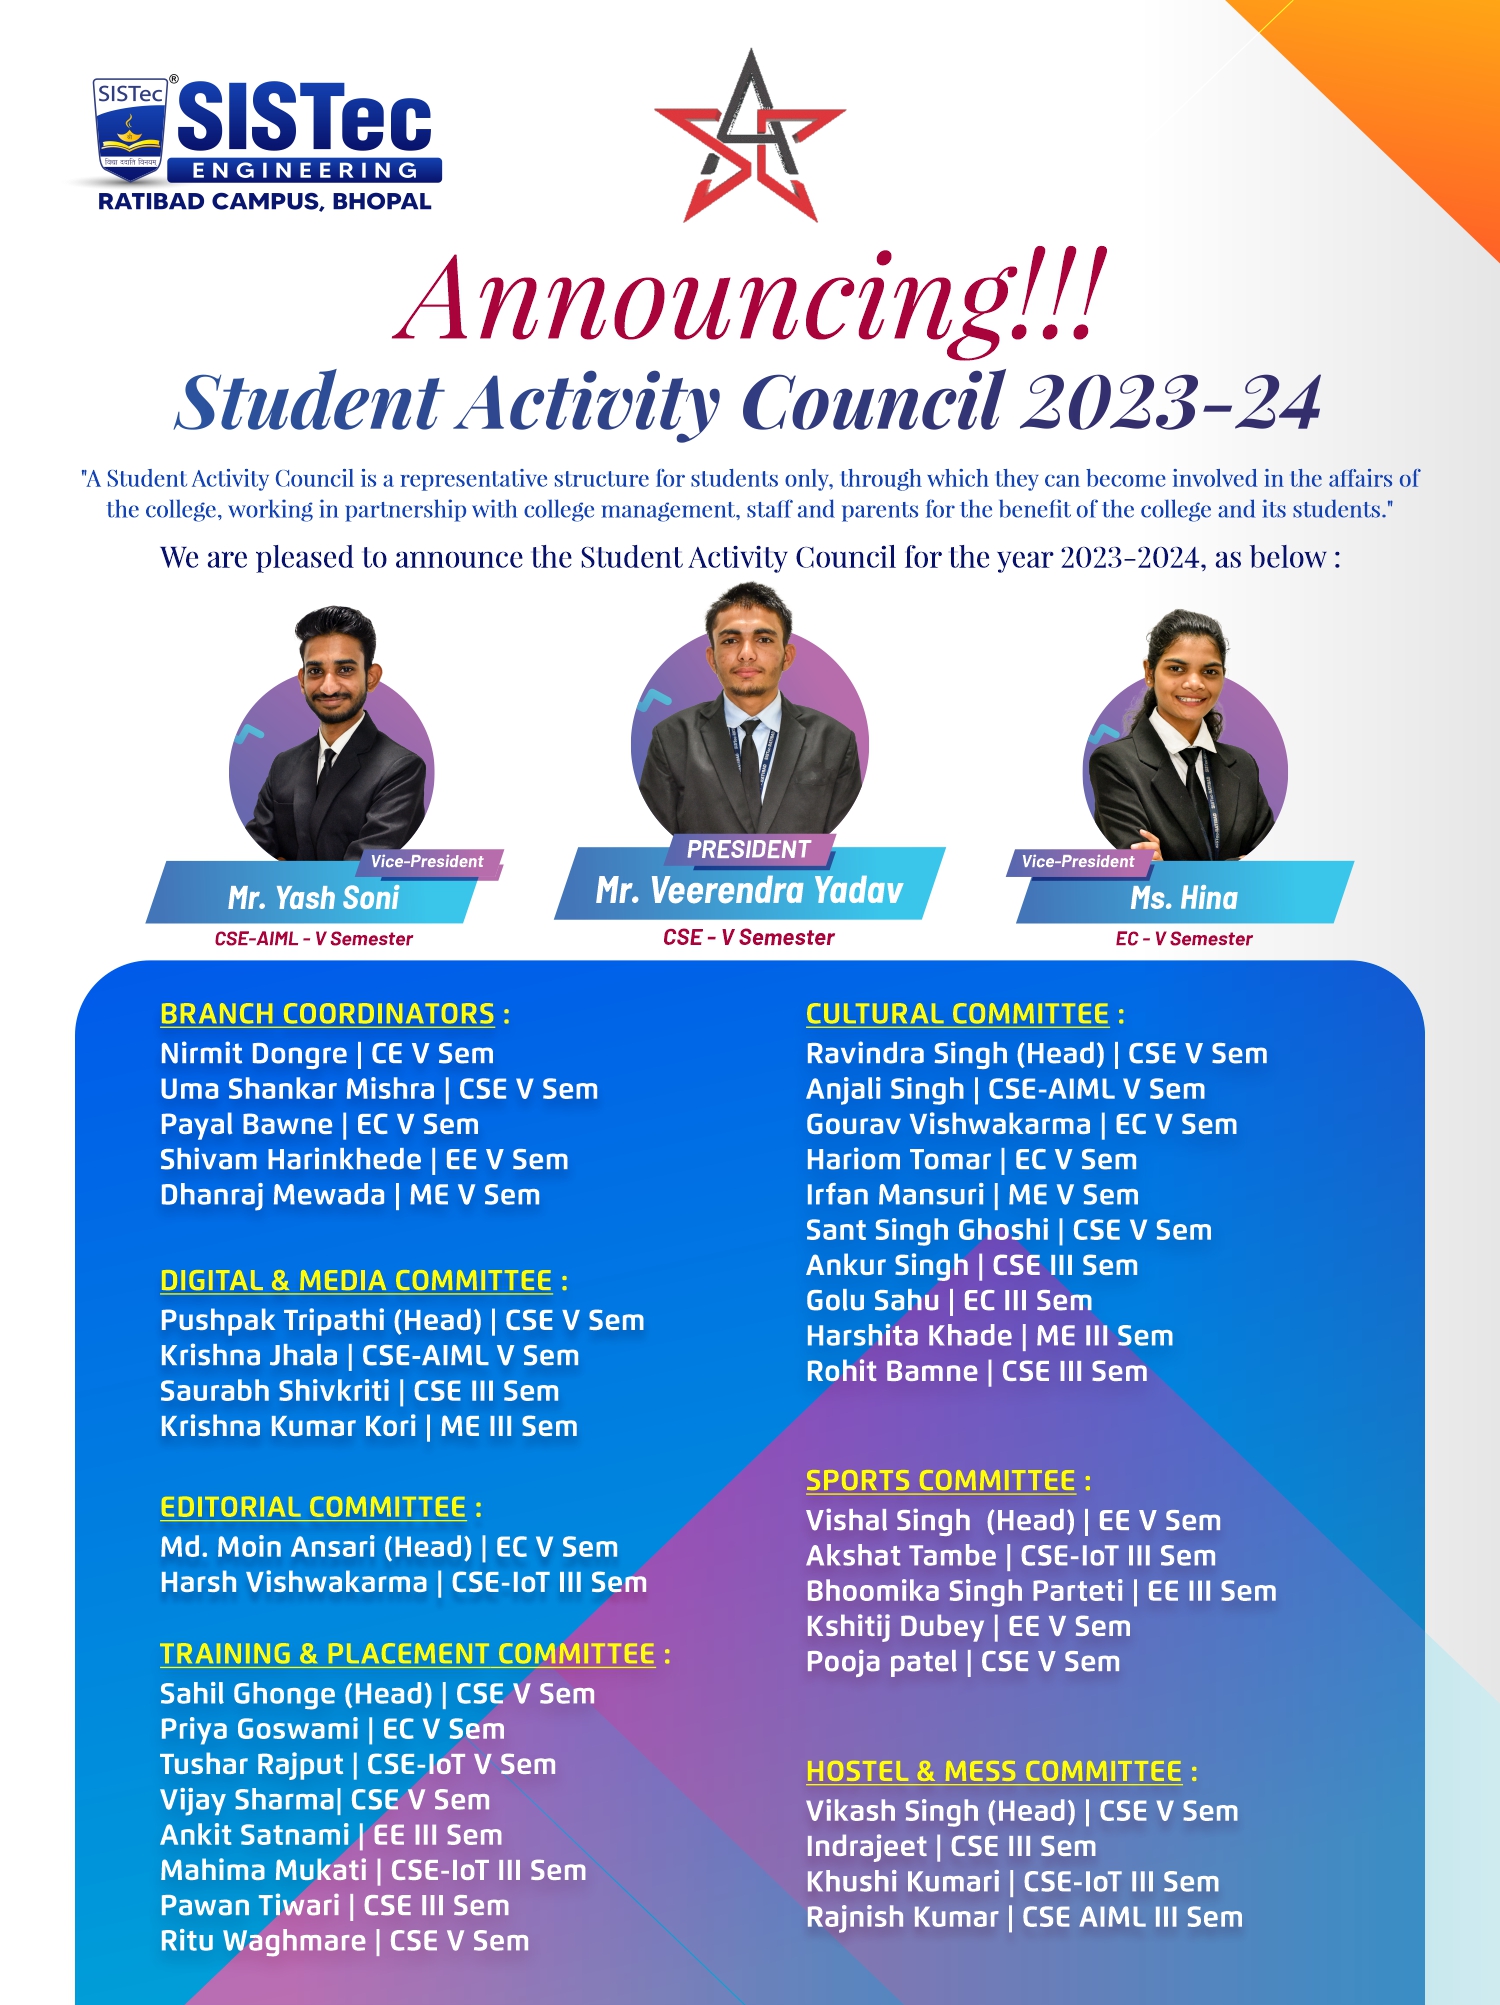 SISTec
®
विद्या ददाति विनयम्
SISTec
ENGINEERING
RATIBAD CAMPUS, BHOPAL
SAC
Announcing!!!
Student Activity Council 2023-24
"A Student Activity Council is a representative structure for students only, through which they can become involved in the affairs of
the college, working in partnership with college management, staff and parents for the benefit of the college and its students."
We are pleased to announce the Student Activity Council for the year 2023-2024, as below :
Vice-President
Mr. Yash Soni
CSE-AIML - V Semester
PRESIDENT
Mr. Veerendra Yadav
CSE - V Semester
Vice-President
Ms. Hina
EC - V Semester
BRANCH COORDINATORS :
Nirmit Dongre | CE V Sem
Uma Shankar Mishra | CSE V Sem
Payal Bawne | EC V Sem
Shivam Harinkhede | EE V Sem
Dhanraj Mewada | ME V Sem
DIGITAL & MEDIA COMMITTEE :
Pushpak Tripathi (Head) | CSE V Sem
Krishna Jhala | CSE-AIML V Sem
Saurabh Shivkriti | CSE III Sem
Krishna Kumar Kori | ME III Sem
EDITORIAL COMMITTEE :
Md. Moin Ansari (Head) | EC V Sem
Harsh Vishwakarma | CSE-IoT III Sem
TRAINING & PLACEMENT COMMITTEE :
Sahil Ghonge (Head) | CSE V Sem
Priya Goswami | EC V Sem
Tushar Rajput | CSE-IoT V Sem
Vijay Sharma| CSE V Sem
Ankit Satnami | EE III Sem
Mahima Mukati | CSE-IoT III Sem
Pawan Tiwari | CSE III Sem
Ritu Waghmare | CSE V Sem
CULTURAL COMMITTEE :
Ravindra Singh (Head) | CSE V Sem
Anjali Singh | CSE-AIML V Sem
Gourav Vishwakarma | EC V Sem
Hariom Tomar | EC V Sem
Irfan Mansuri | ME V Sem
Sant Singh Ghoshi | CSE V Sem
Ankur Singh | CSE III Sem
Golu Sahu | EC III Sem
Harshita Khade | ME III Sem
Rohit Bamne | CSE III Sem
SPORTS COMMITTEE :
Vishal Singh  (Head) | EE V Sem
Akshat Tambe | CSE-IoT III Sem
Bhoomika Singh Parteti | EE III Sem
Kshitij Dubey | EE V Sem
Pooja patel | CSE V Sem
HOSTEL & MESS COMMITTEE :
Vikash Singh (Head) | CSE V Sem
Indrajeet | CSE III Sem
Khushi Kumari | CSE-IoT III Sem
Rajnish Kumar | CSE AIML III Sem